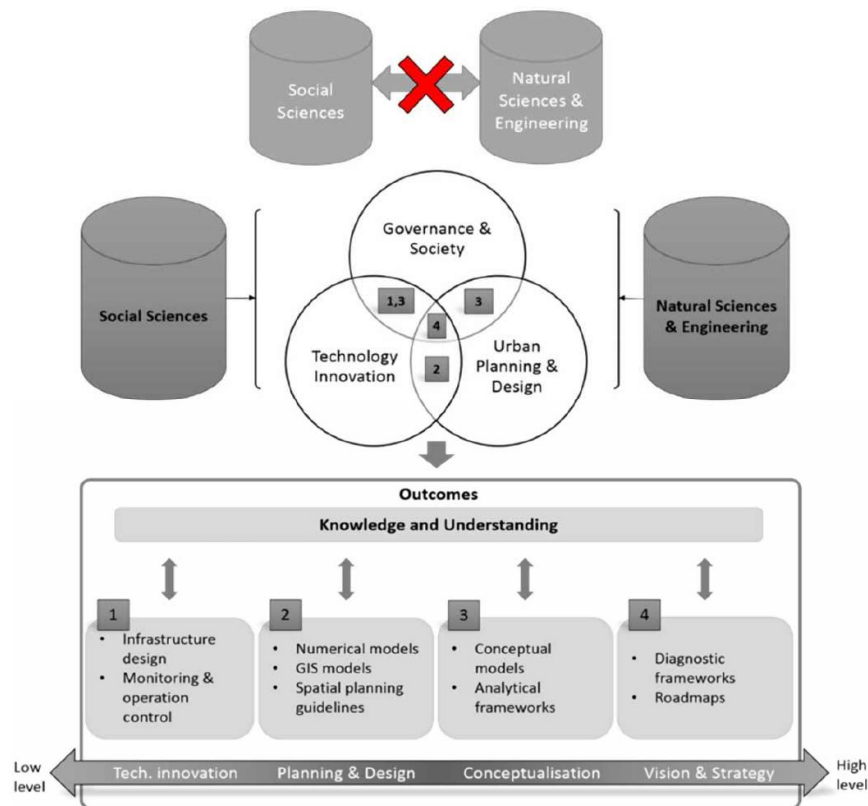 Social
Sciences
Natural
Sciences &
Engineering
Governance &
Society
Social Sciences
1,3
3
4
Natural Sciences
& Engineering
Technology
Innovation
2
Urban
Planning &
Design
Outcomes
Knowledge and Understanding
1
• Infrastructure
design
• Monitoring &
operation
control
2
• Numerical models
• GIS models
• Spatial planning
guidelines
3
• Conceptual
models
• Analytical
frameworks
4
• Diagnostic
frameworks
• Roadmaps
Low
level
Tech. innovation
Planning & Design
Conceptualisation
Vision & Strategy
High
level